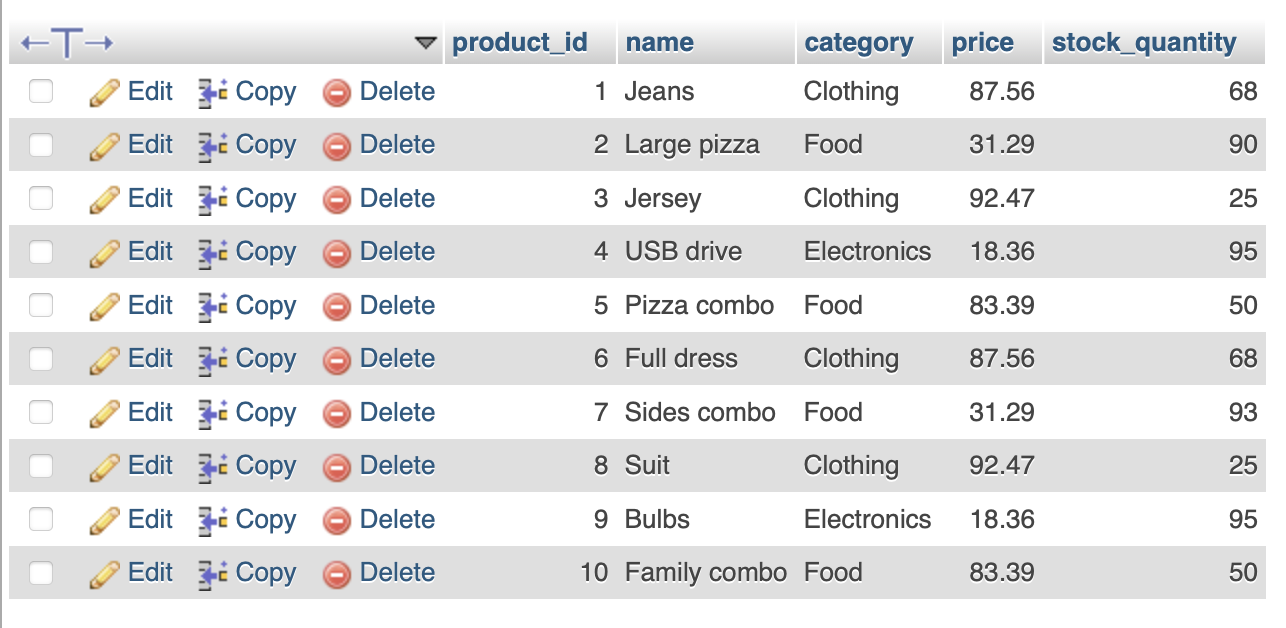 product_id name category price stock_quantity
Edit Copy Delete 1 Jeans Clothing 87.56 68
Edit Copy Delete 2 Large pizza Food 31.29 90
Edit Copy Delete 3 Jersey Clothing 92.47 25
Edit Copy Delete 4 USB drive Electronics 18.36 95
Edit Copy Delete 5 Pizza combo Food 83.39 50
Edit Copy Delete 6 Full dress Clothing 87.56 68
Edit Copy Delete 7 Sides combo Food 31.29 93
Edit Copy Delete 8 Suit Clothing 92.47 25
Edit Copy Delete 9 Bulbs Electronics 18.36 95
Edit Copy Delete 10 Family combo Food 83.39 50